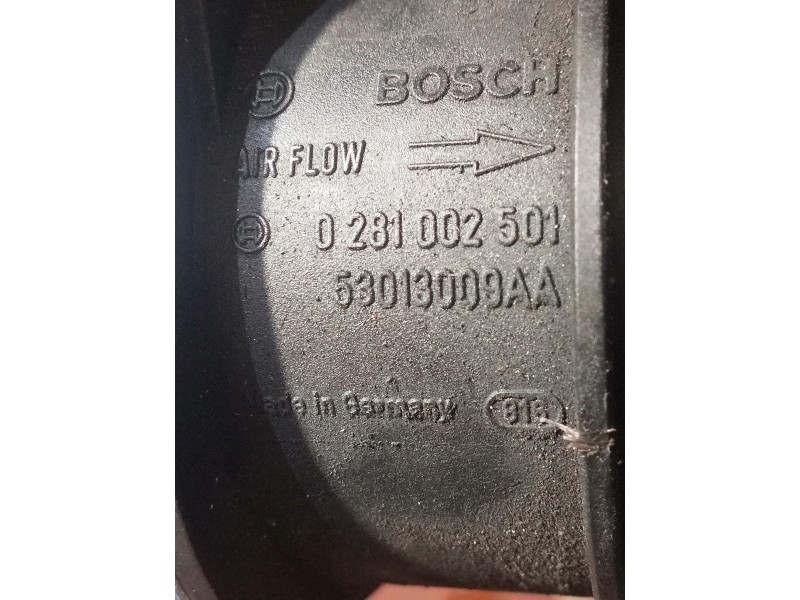 BOSCH
AIR FLOW
0 281 002 501
53013009AA
Made in Germany